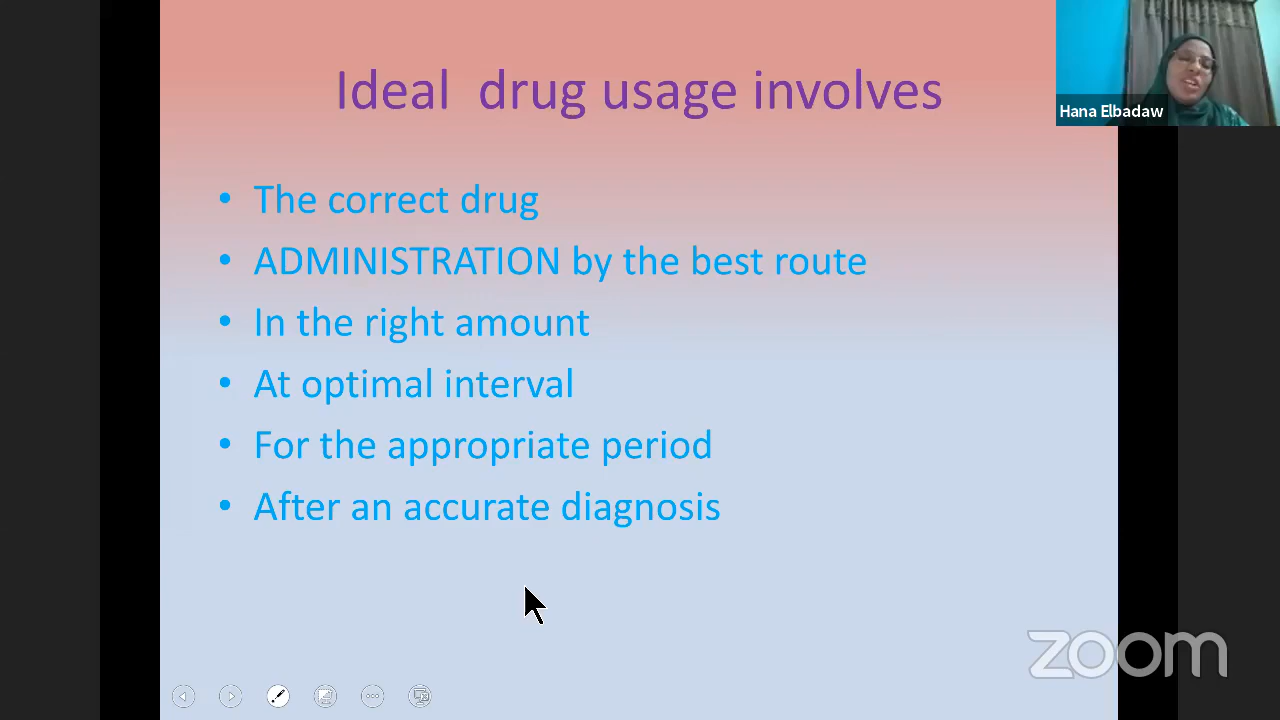 Ideal  drug usage involves
Hana Elbadaw
• The correct drug
• ADMINISTRATION by the best route
• In the right amount
• At optimal interval
• For the appropriate period
• After an accurate diagnosis
zoom